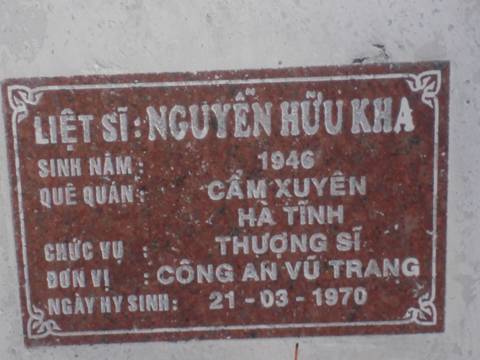 LIỆT SĨ: NGUYỄN HỮU KHA
SINH NĂM: 1946
QUÊ QUÁN: CẨM XUYÊN
HÀ TĨNH
CHỨC VỤ : THƯỢNG SĨ
ĐƠN VỊ : CÔNG AN VŨ TRANG
NGÀY HY SINH: 21 - 03 - 1970